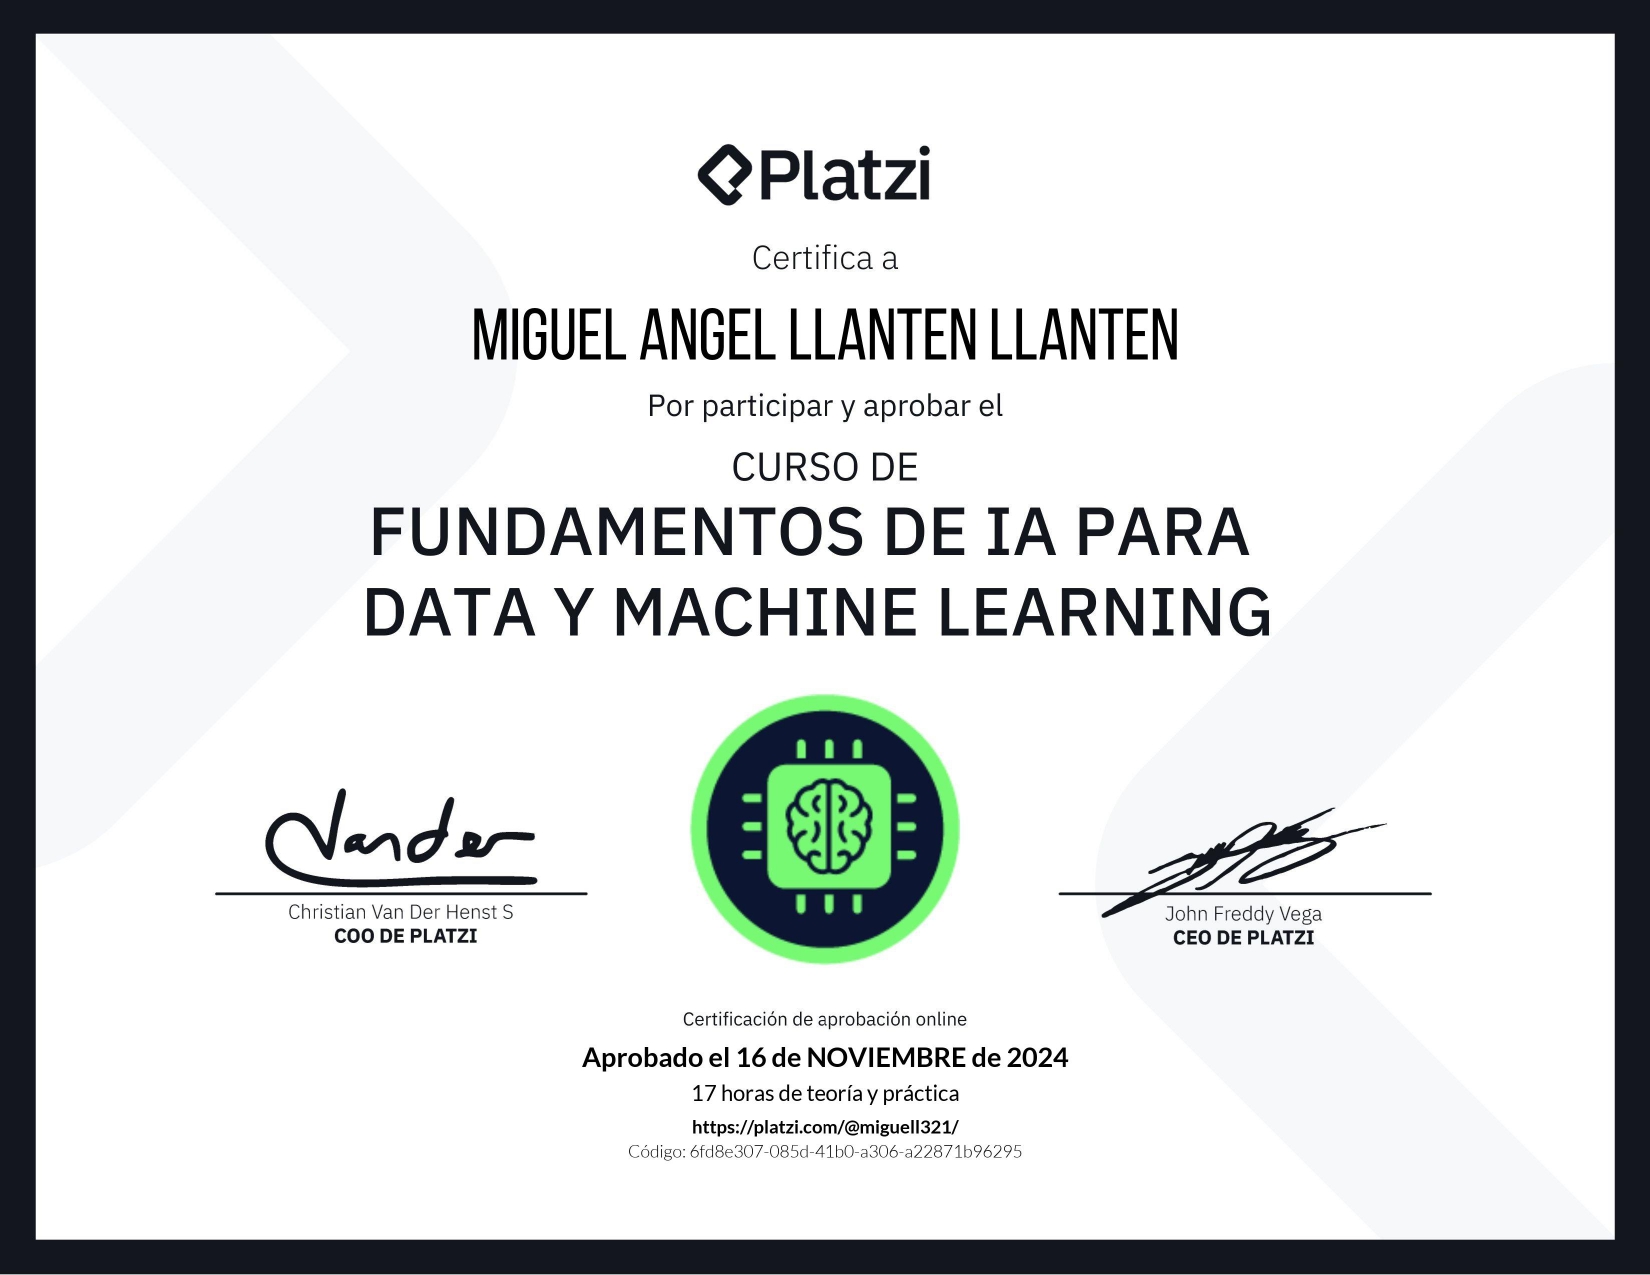 Platzi
Certifica a
MIGUEL ANGEL LLANTEN LLANTEN
Por participar y aprobar el
CURSO DE
FUNDAMENTOS DE IA PARA
DATA Y MACHINE LEARNING
Vander
Christian Van Der Henst S
COO DE PLATZI
John Freddy Vega
CEO DE PLATZI
Certificación de aprobación online
Aprobado el 16 de NOVIEMBRE de 2024
17 horas de teoría y práctica
https://platzi.com/@miguell321/
Código: 6fd8e307-085d-41b0-a306-a22871b96295